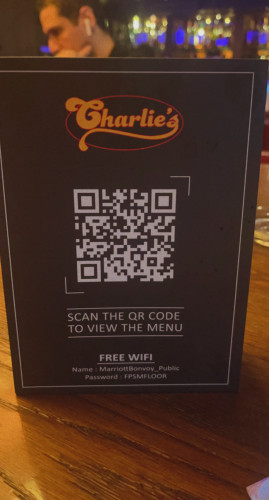 Charlie's
SCAN THE QR CODE
TO VIEW THE MENU
FREE WIFI
Name : MarriottBonvoy_Public
Password : FPSMFLOOR